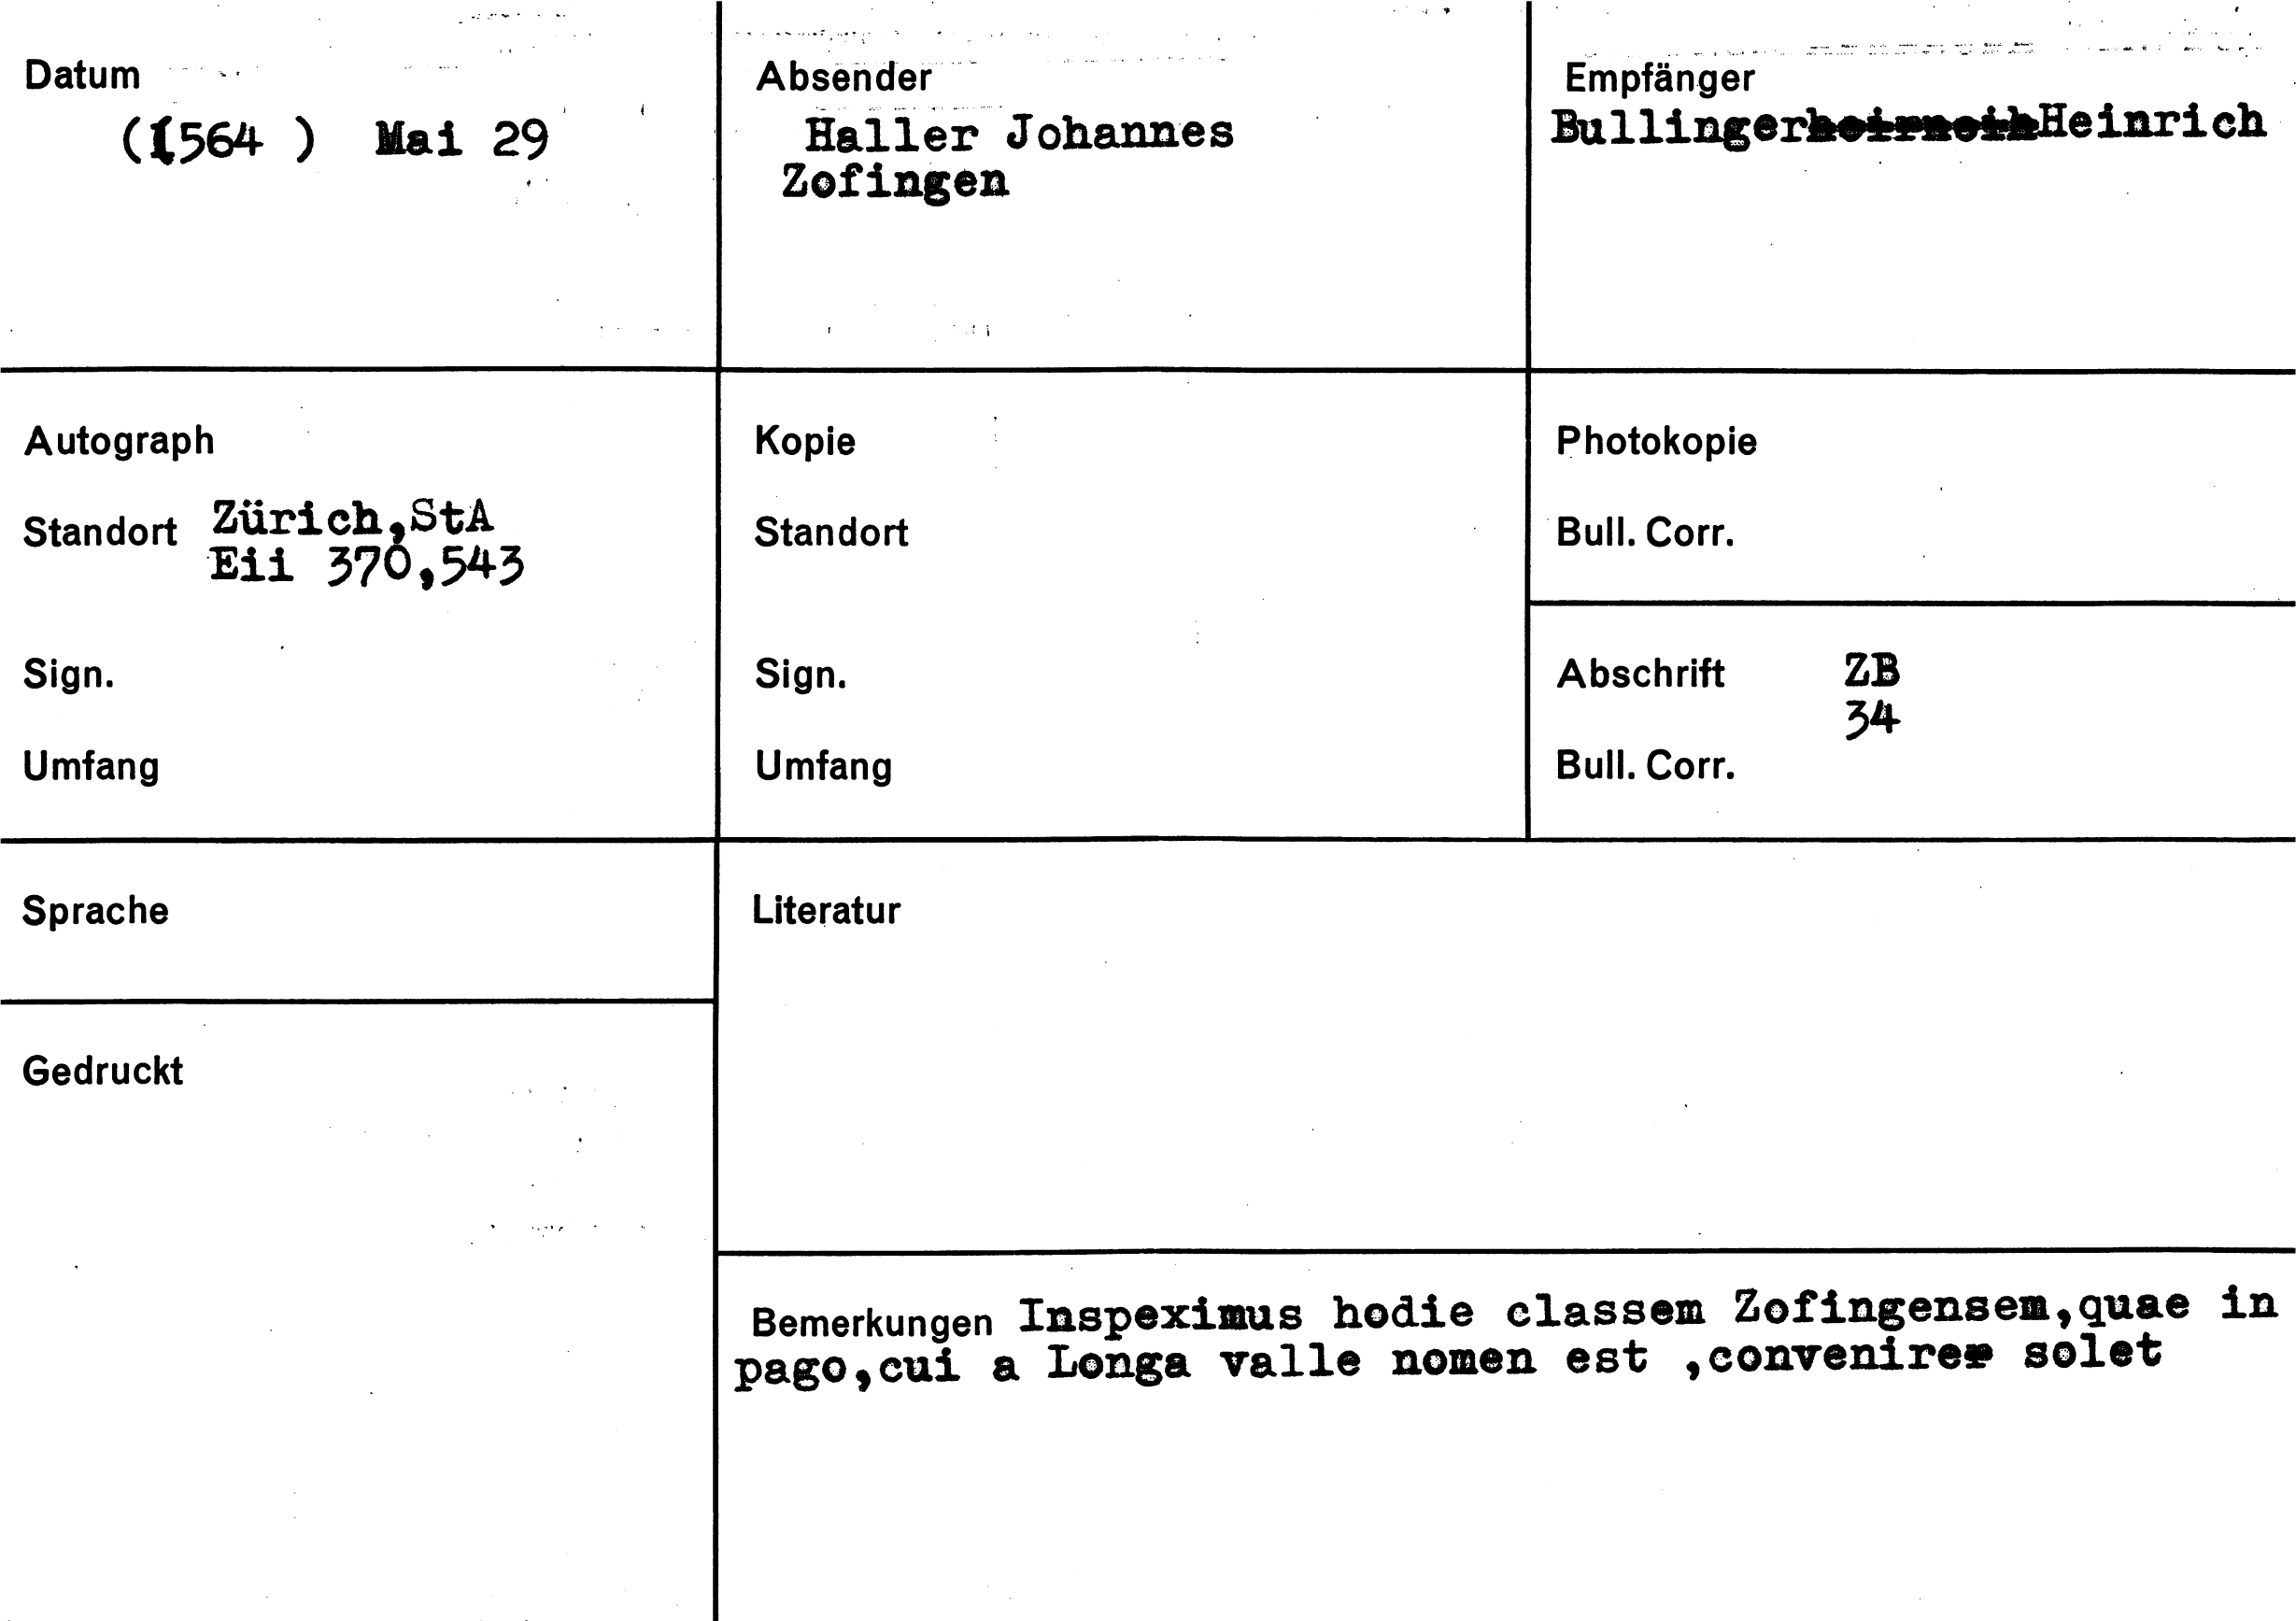 Datum
(1564 ) Mai 29
Absender
Haller Johannes
Zofingen
Empfänger
Bullinger Heinrich
Autograph
Standort Zürich,StA
Eii 370,543
Sign.
Umfang
Kopie
Standort
Sign.
Umfang
Photokopie
Bull. Corr.
Abschrift ZB
34
Bull. Corr.
Sprache
Gedruckt
Literatur
Bemerkungen Inspeximus hodie classem Zofingensem,quae in
pago,cui a Longa valle nomen est ,convenire solet